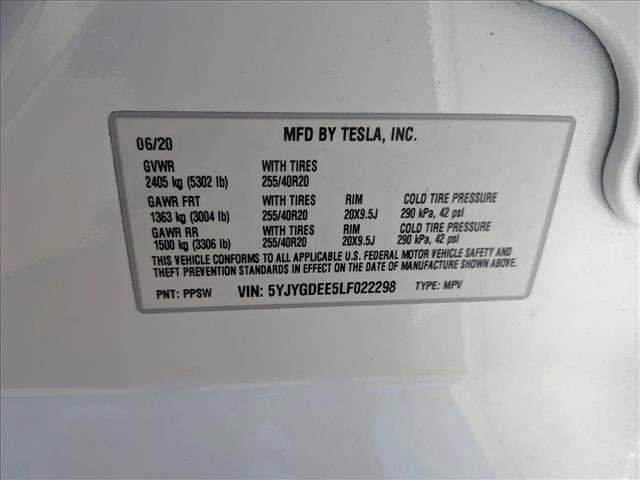 06/20 MFD BY TESLA, INC.
GVWR WITH TIRES
2405 kg (5302 lb) 255/40R20
GAWR FRT WITH TIRES RIM COLD TIRE PRESSURE
1363 kg (3004 lb) 255/40R20 20X9.5J 290 kPa, 42 psi
GAWR RR WITH TIRES RIM COLD TIRE PRESSURE
1500 kg (3306 lb) 255/40R20 20X9.5J 290 kPa, 42 psi
THIS VEHICLE CONFORMS TO ALL APPLICABLE U.S. FEDERAL MOTOR VEHICLE SAFETY AND
THEFT PREVENTION STANDARDS IN EFFECT ON THE DATE OF MANUFACTURE SHOWN ABOVE.
PNT: PPSW VIN: 5YJYGDEE5LF022298 TYPE: MPV